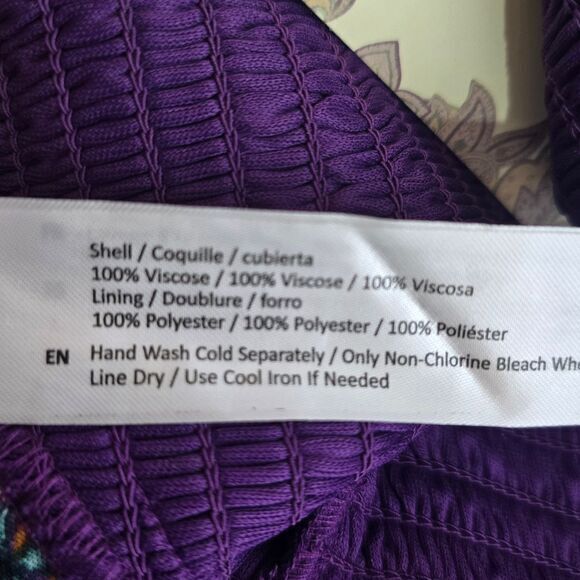 Shell / Coquille / cubierta
100% Viscose / 100% Viscose / 100% Viscosa
Lining / Doublure / forro
100% Polyester / 100% Polyester / 100% Poliéster
EN Hand Wash Cold Separately / Only Non-Chlorine Bleach
Line Dry / Use Cool Iron If Needed